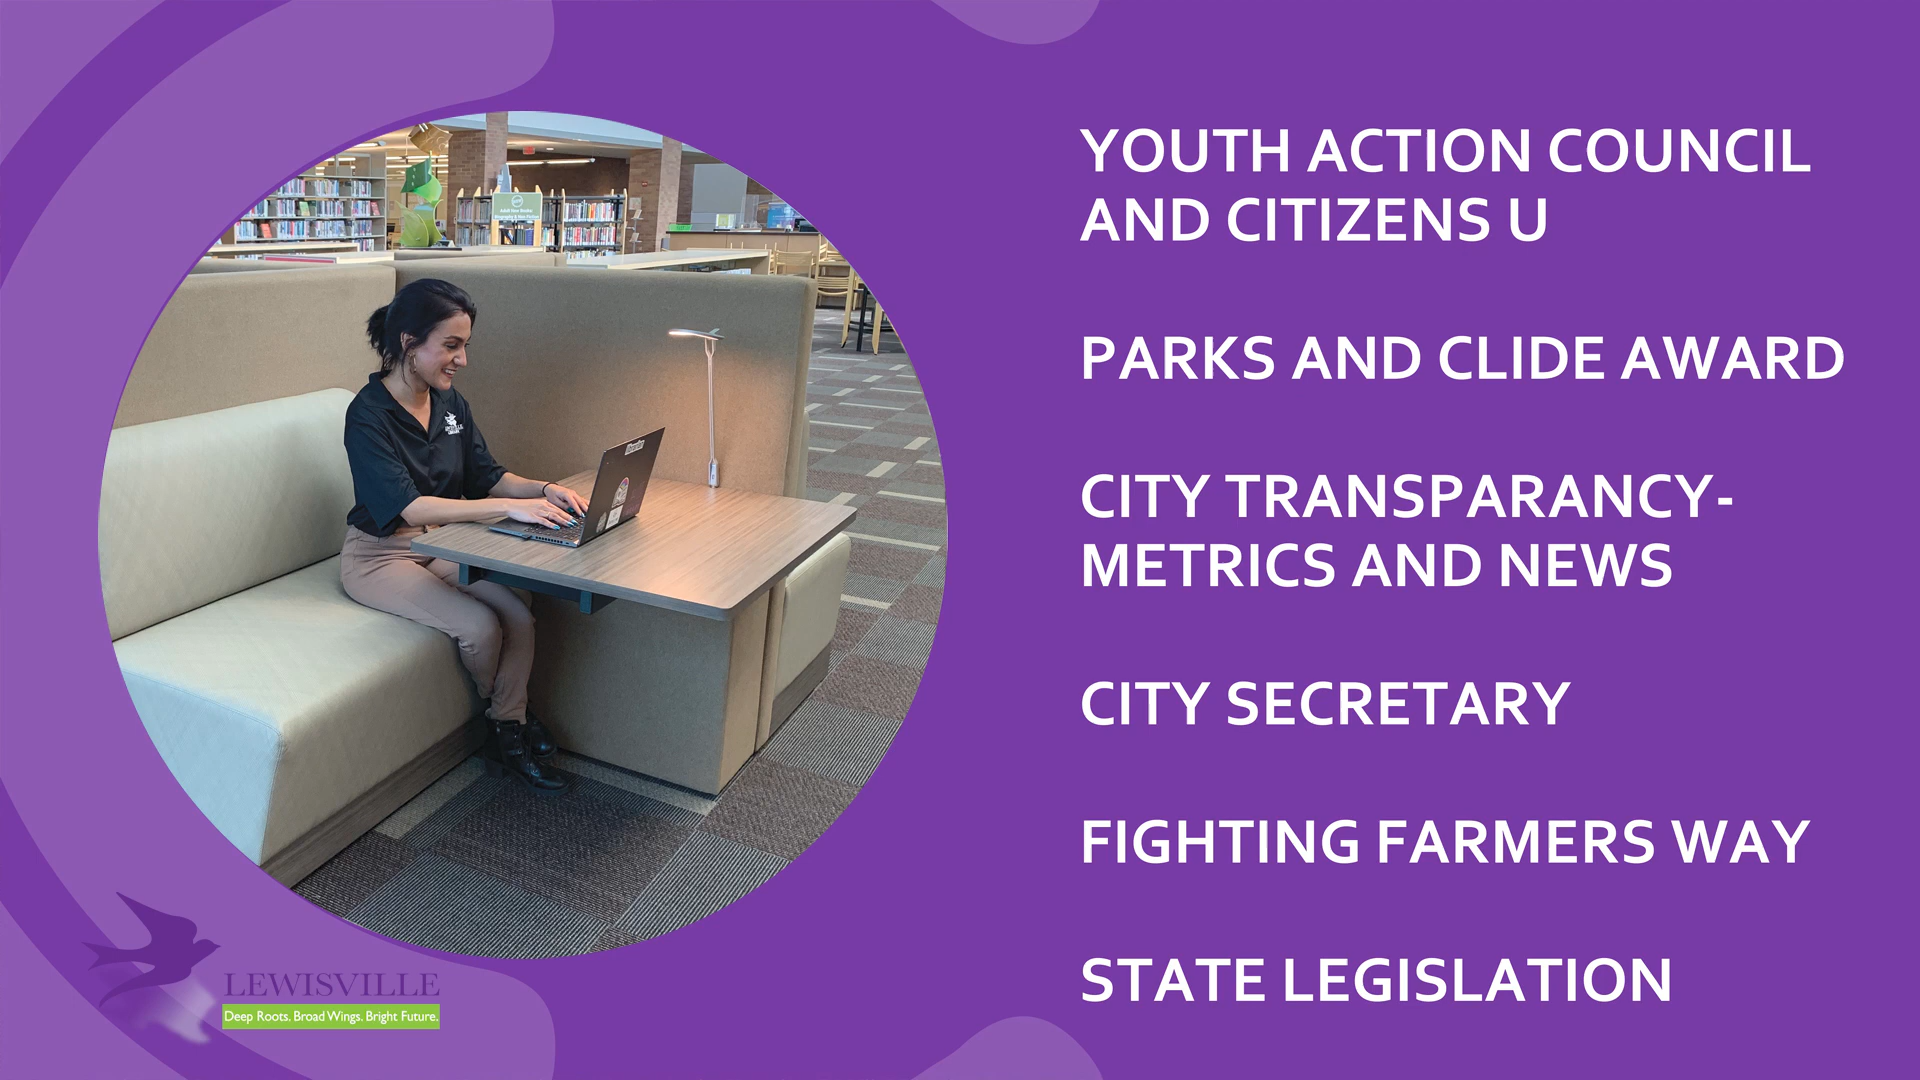 YOUTH ACTION COUNCIL
AND CITIZENS U
PARKS AND CLIDE AWARD
CITY TRANSPARANCY-
METRICS AND NEWS
CITY SECRETARY
FIGHTING FARMERS WAY
STATE LEGISLATION
LEWISVILLE
Deep Roots. Broad Wings. Bright Future.